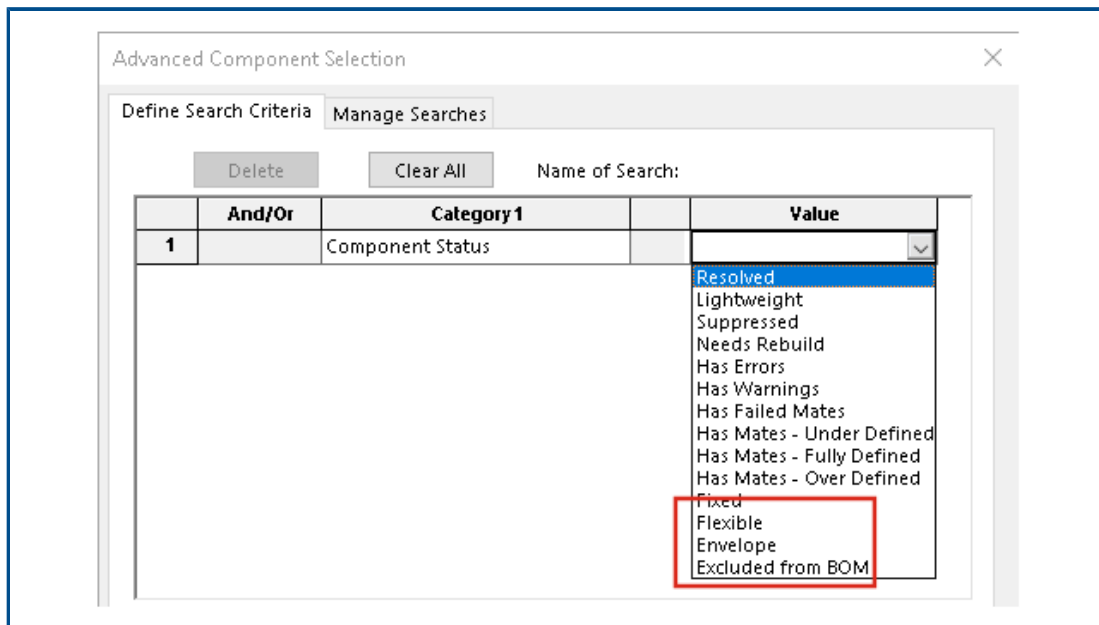 Advanced Component Selection
Define Search Criteria Manage Searches
Delete Clear All Name of Search:
And/Or Category1 Value
1 Component Status
Resolved
Lightweight
Suppressed
Needs Rebuild
Has Errors
Has Warnings
Has Failed Mates
Has Mates - Under Defined
Has Mates - Fully Defined
Has Mates - Over Defined
Fixed
Flexible
Envelope
Excluded from BOM